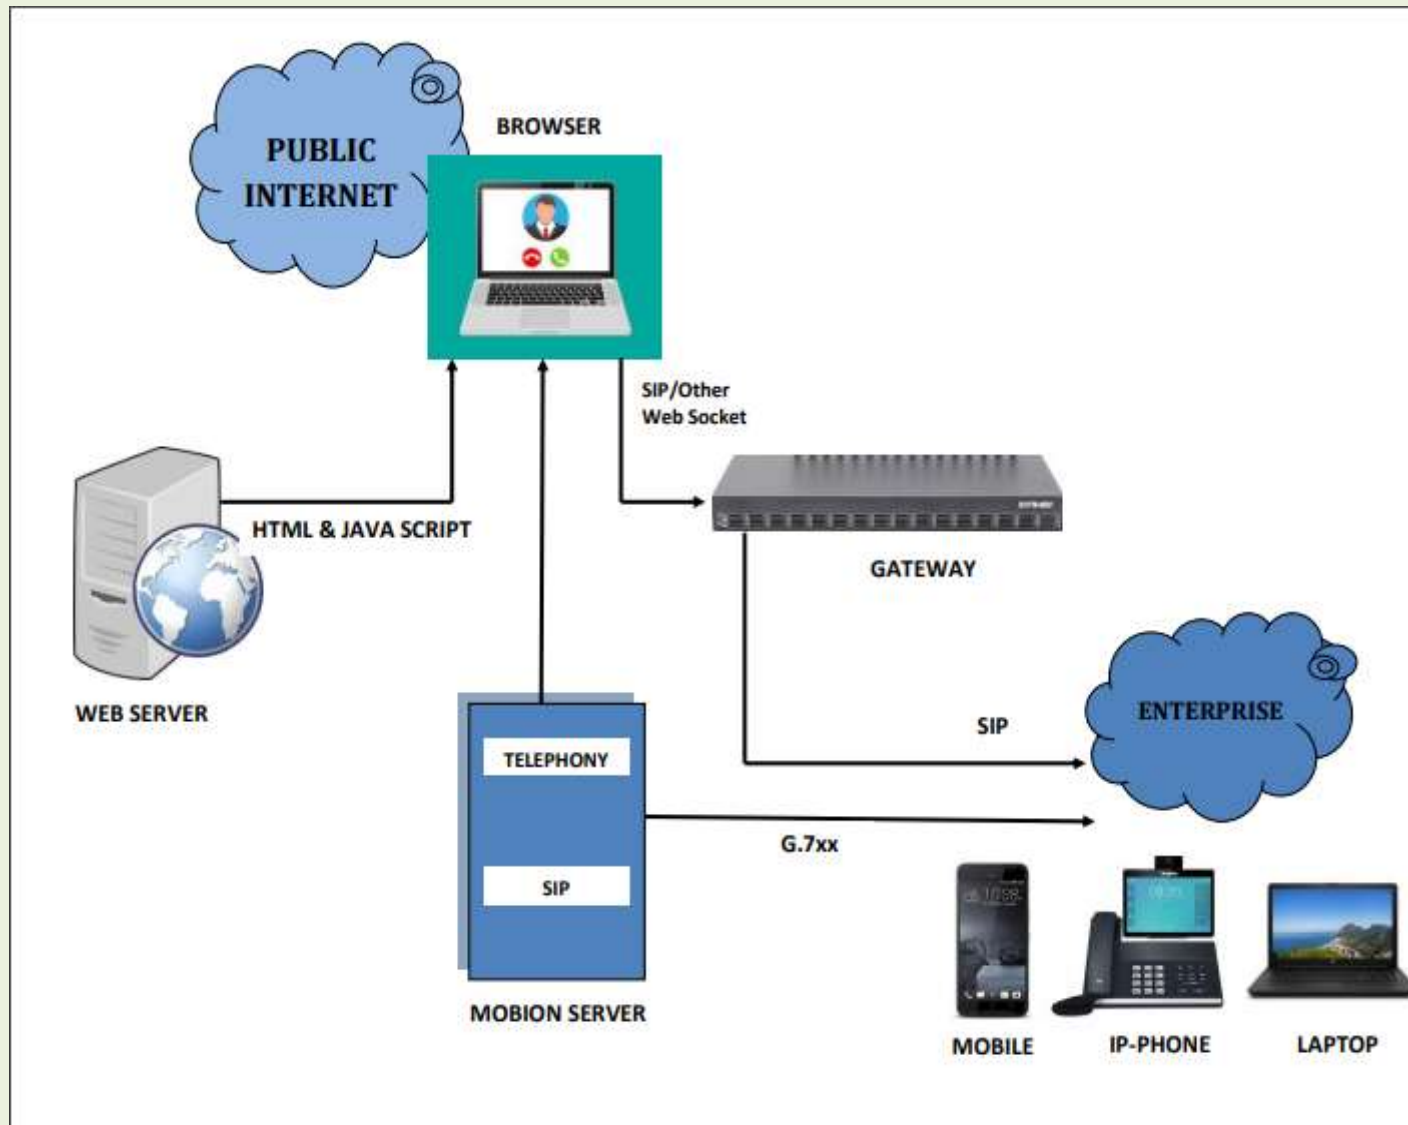 PUBLIC
INTERNET
BROWSER
SIP/Other
Web Socket
HTML & JAVA SCRIPT
GATEWAY
WEB SERVER
TELEPHONY
SIP
MOBION SERVER
SIP
ENTERPRISE
G.7xx
MOBILE
IP-PHONE
LAPTOP